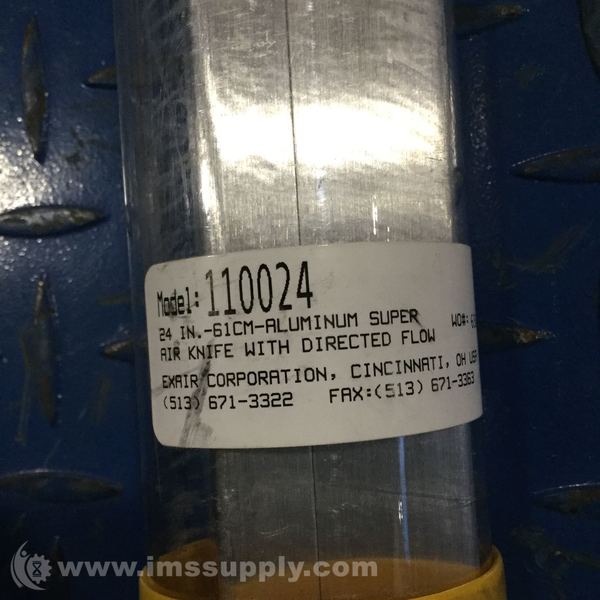 Model: 110024
24 IN.-61CM-ALUMINUM SUPER WO#:
AIR KNIFE WITH DIRECTED FLOW
EXAIR CORPORATION, CINCINNATI, OH USA
(513) 671-3322 FAX:(513) 671-3363
www.imssupply.com